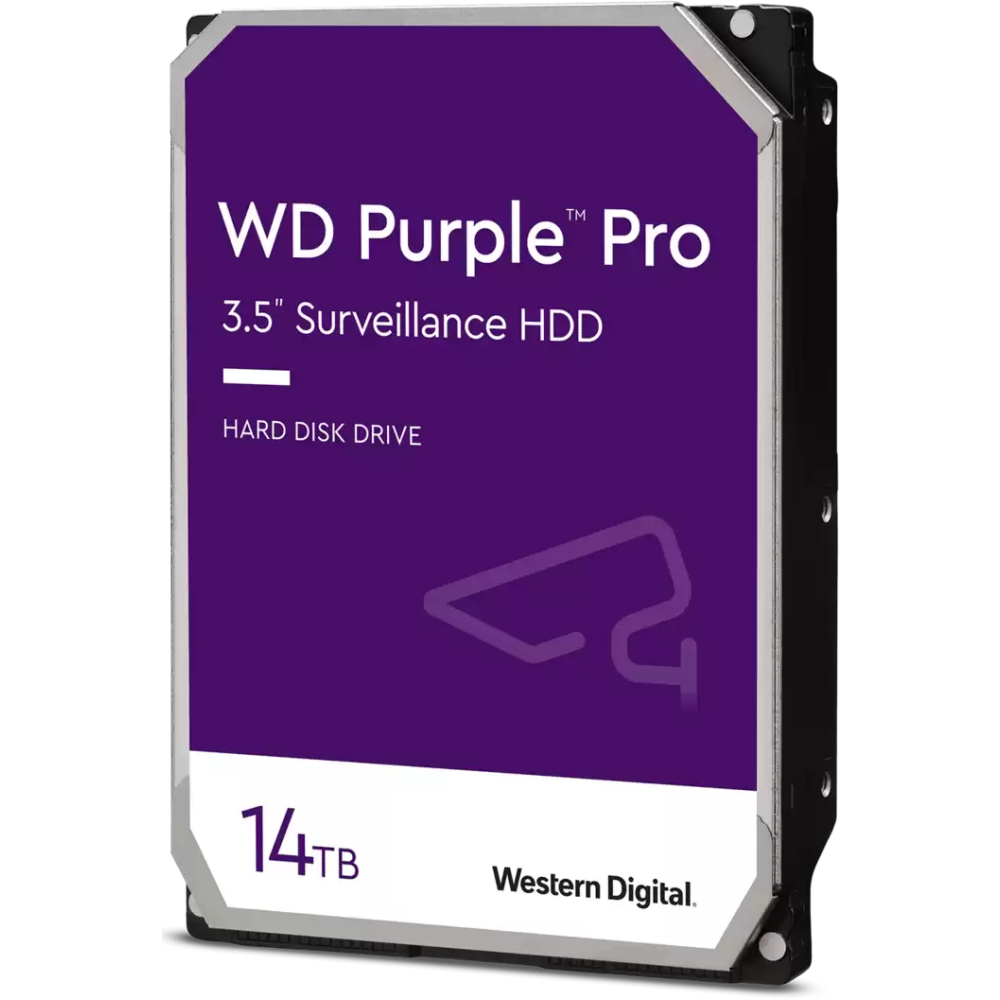 WD Purple™ Pro
3.5" Surveillance HDD
HARD DISK DRIVE
14TB
Western Digital.